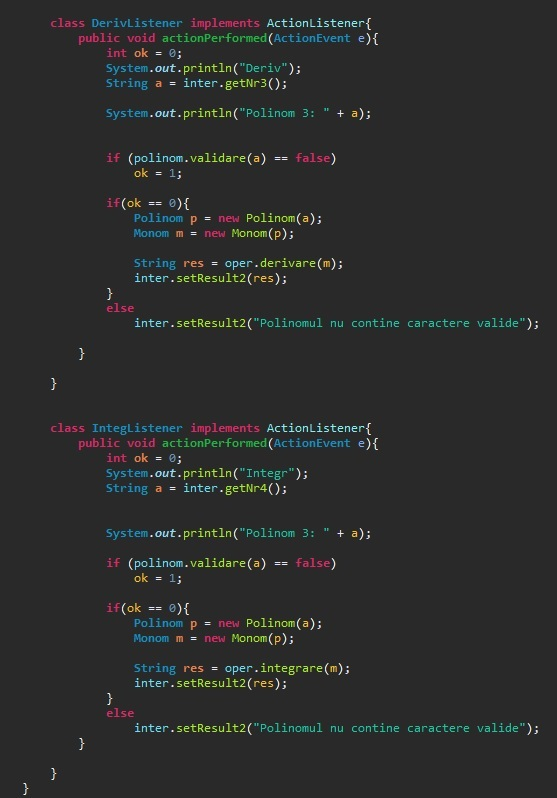 class DerivListener implements ActionListener{
public void actionPerformed(ActionEvent e){
int ok = 0;
System.out.println("Deriv");
String a = inter.getNr3();
System.out.println("Polinom 3: " + a);
if (polinom.validare(a) == false)
ok = 1;
if(ok == 0){
Polinom p = new Polinom(a);
Monom m = new Monom(p);
String res = oper.derivare(m);
inter.setResult2(res);
}
else
inter.setResult2("Polinomul nu contine caractere valide");
}
}
class IntegListener implements ActionListener{
public void actionPerformed(ActionEvent e){
int ok = 0;
System.out.println("Integr");
String a = inter.getNr4();
System.out.println("Polinom 3: " + a);
if (polinom.validare(a) == false)
ok = 1;
if(ok == 0){
Polinom p = new Polinom(a);
Monom m = new Monom(p);
String res = oper.integrare(m);
inter.setResult2(res);
}
else
inter.setResult2("Polinomul nu contine caractere valide");
}
}
}